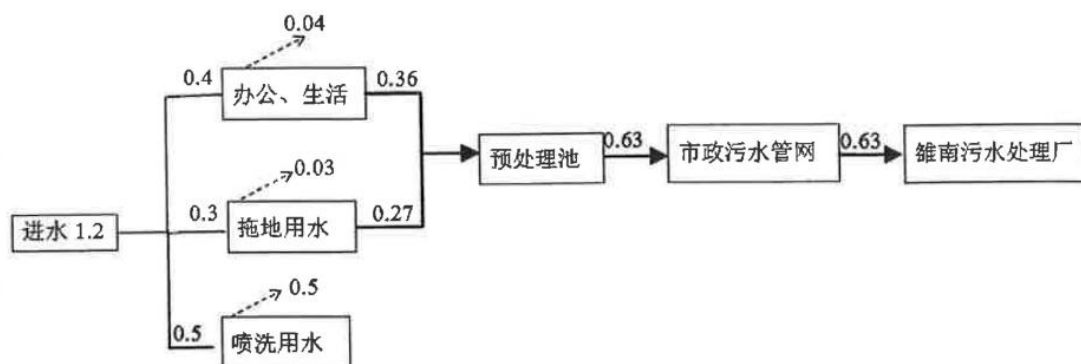 0.04
0.4
办公、生活
0.36
预处理池
0.63
市政污水管网
0.63
雒南污水处理厂
0.03
进水 1.2
0.3
拖地用水
0.27
0.5
0.5
喷洗用水